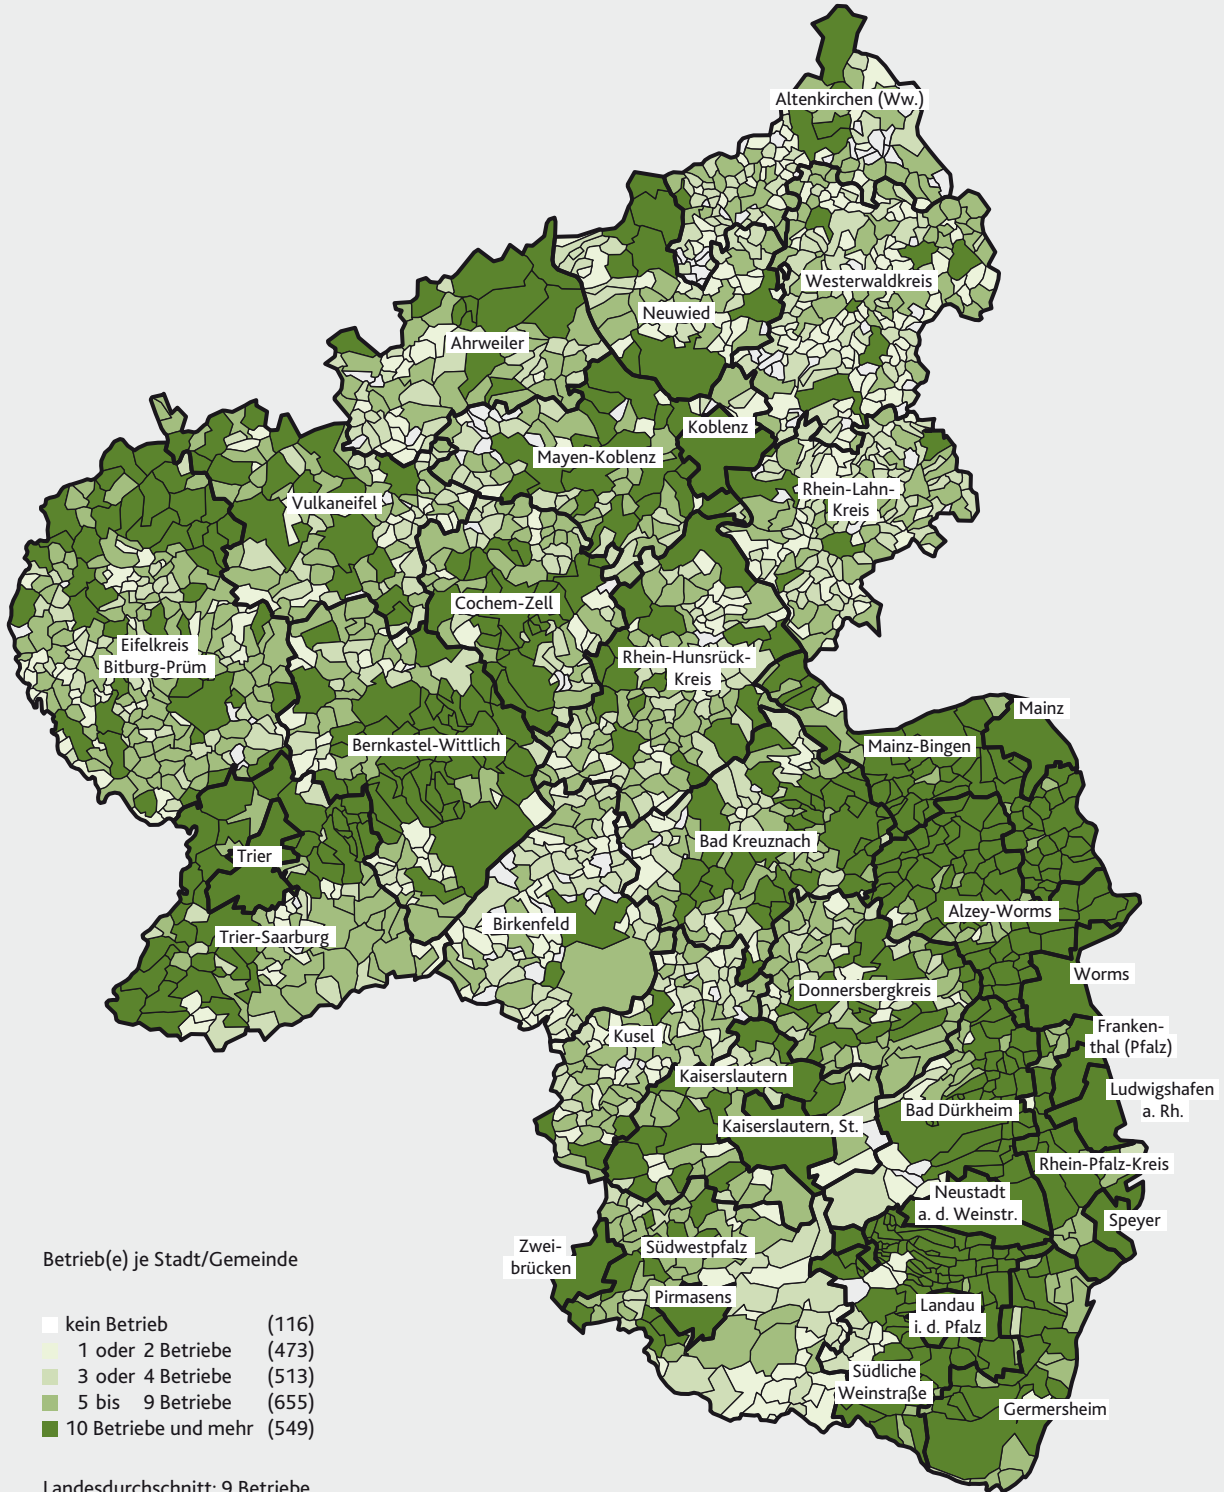 Altenkirchen (Ww.)
Westerwaldkreis
Neuwied
Ahrweiler
Koblenz
Mayen-Koblenz
Rhein-Lahn-
Kreis
Vulkaneifel
Cochem-Zell
Eifelkreis
Bitburg-Prüm
Rhein-Hunsrück-
Kreis
Mainz
Mainz-Bingen
Bernkastel-Wittlich
Bad Kreuznach
Trier
Alzey-Worms
Birkenfeld
Trier-Saarburg
Worms
Donnersbergkreis
Kusel
Franken-
thal (Pfalz)
Kaiserslautern
Ludwigshafen
a. Rh.
Bad Dürkheim
Kaiserslautern, St.
Rhein-Pfalz-Kreis
Neustadt
a. d. Weinstr.
Speyer
Zwei-
brücken
Südwestpfalz
Pirmasens
Landau
i. d. Pfalz
Südliche
Weinstraße
Germersheim
Betrieb(e) je Stadt/Gemeinde
kein Betrieb (116)
1 oder 2 Betriebe (473)
3 oder 4 Betriebe (513)
5 bis 9 Betriebe (655)
10 Betriebe und mehr (549)
Landesdurchschnitt: 9 Betriebe